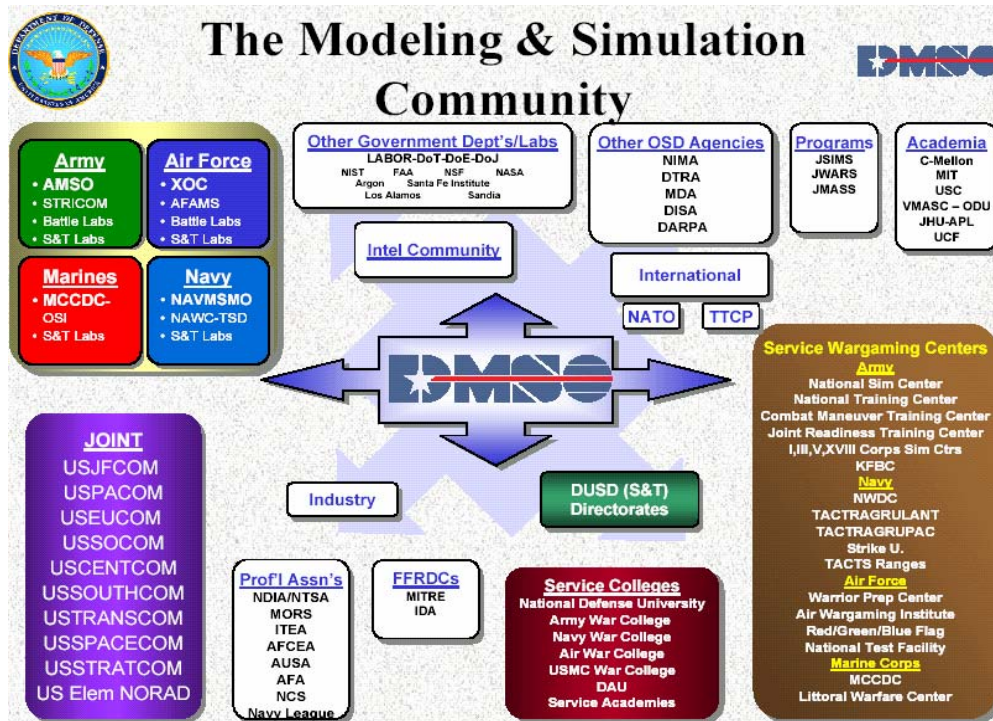 The Modeling & Simulation
Community
DEPARTMENT OF DEFENSE
UNITED STATES OF AMERICA
DMSO
Army
• AMSO
• STRICOM
• Battle Labs
• S&T Labs
Air Force
• XOC
• AFAMS
• Battle Labs
• S&T Labs
Marines
• MCCDC-
OSI
• S&T Labs
Navy
• NAVMSMO
• NAWC-TSD
• S&T Labs
Other Government Dept's/Labs
LABOR-DoT-DoE-DoJ
NIST FAA NSF NASA
Argon Santa Fe Institute
Los Alamos Sandia
Other OSD Agencies
NIMA
DTRA
MDA
DISA
DARPA
Programs
JSIMS
JWARS
JMASS
Academia
C-Mellon
MIT
USC
VMASC – ODU
JHU-APL
UCF
Intel Community
International
NATO
TTCP
DMSO
Service Wargaming Centers
Army
National Sim Center
National Training Center
Combat Maneuver Training Center
Joint Readiness Training Center
I,III,V,XVIII Corps Sim Ctrs
KFBC
Navy
NWDC
TACTRAGRULANT
TACTRAGRUPAC
Strike U.
TACTS Ranges
Air Force
Warrior Prep Center
Air Wargaming Institute
Red/Green/Blue Flag
National Test Facility
Marine Corps
MCCDC
Littoral Warfare Center
JOINT
USJFCOM
USPACOM
USEUCOM
USSOCOM
USCENTCOM
USSOUTHCOM
USTRANSCOM
USSPACECOM
USSTRATCOM
US Elem NORAD
Industry
DUSD (S&T)
Directorates
Prof'l Assn's
NDIA/NTSA
MORS
ITEA
AFCEA
AUSA
AFA
NCS
Navy League
FFRDCs
MITRE
IDA
Service Colleges
National Defense University
Army War College
Navy War College
Air War College
USMC War College
DAU
Service Academies